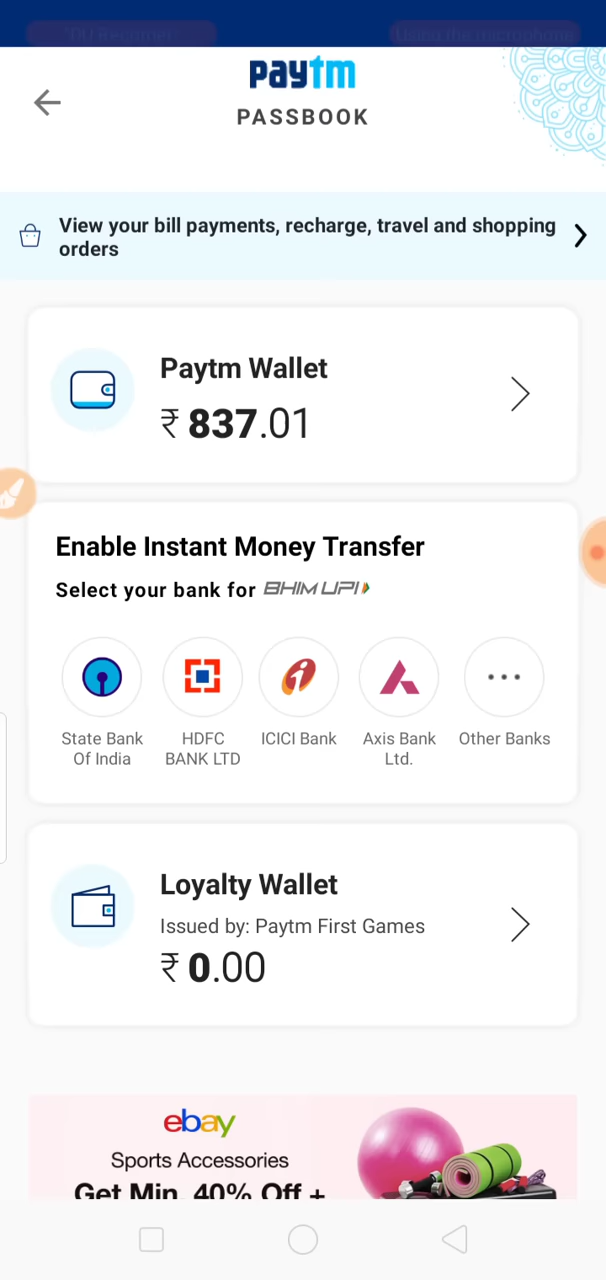 paytm
PASSBOOK
View your bill payments, recharge, travel and shopping
orders
Paytm Wallet
₹ 837.01
Enable Instant Money Transfer
Select your bank for BHIM UPI
State Bank
Of India
HDFC
BANK LTD
ICICI Bank
Axis Bank
Ltd.
Other Banks
Loyalty Wallet
Issued by: Paytm First Games
₹ 0.00
ebay
Sports Accessories
Get Min. 40% Off +